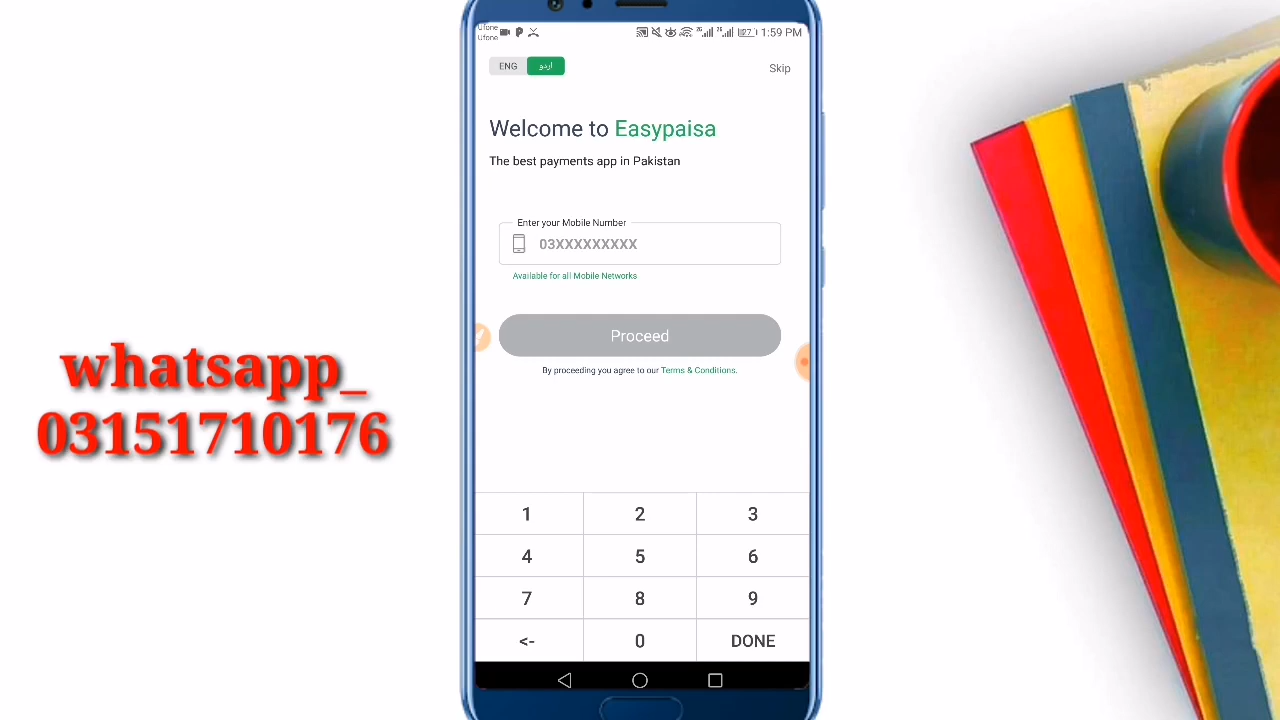 Ufone
Ufone
1:59 PM
ENG
اردو
Skip
Welcome to Easypaisa
The best payments app in Pakistan
Enter your Mobile Number
03XXXXXXXXX
Available for all Mobile Networks
Proceed
By proceeding you agree to our Terms & Conditions.
whatsapp_
03151710176
1 2 3
4 5 6
7 8 9
<- 0 DONE